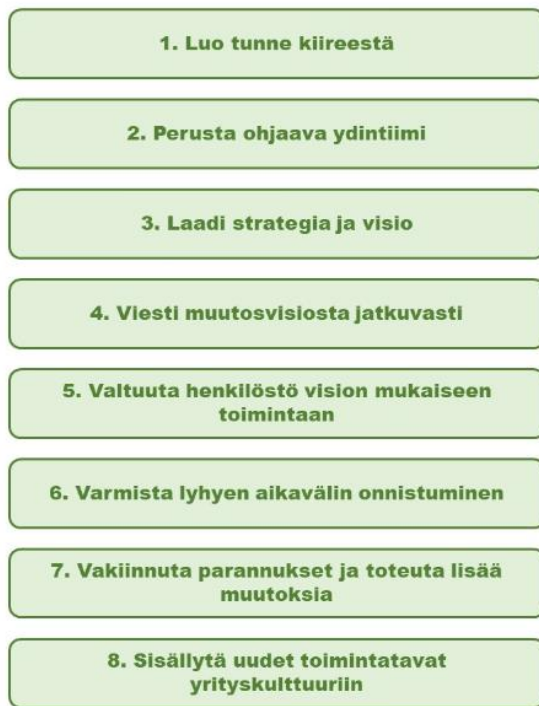 1. Luo tunne kiireestä
2. Perusta ohjaava ydintiimi
3. Laadi strategia ja visio
4. Viesti muutosvisiosta jatkuvasti
5. Valtuuta henkilöstö vision mukaiseen
toimintaan
6. Varmista lyhyen aikavälin onnistuminen
7. Vakiinnuta parannukset ja toteuta lisää
muutoksia
8. Sisällytä uudet toimintatavat
yrityskulttuuriin